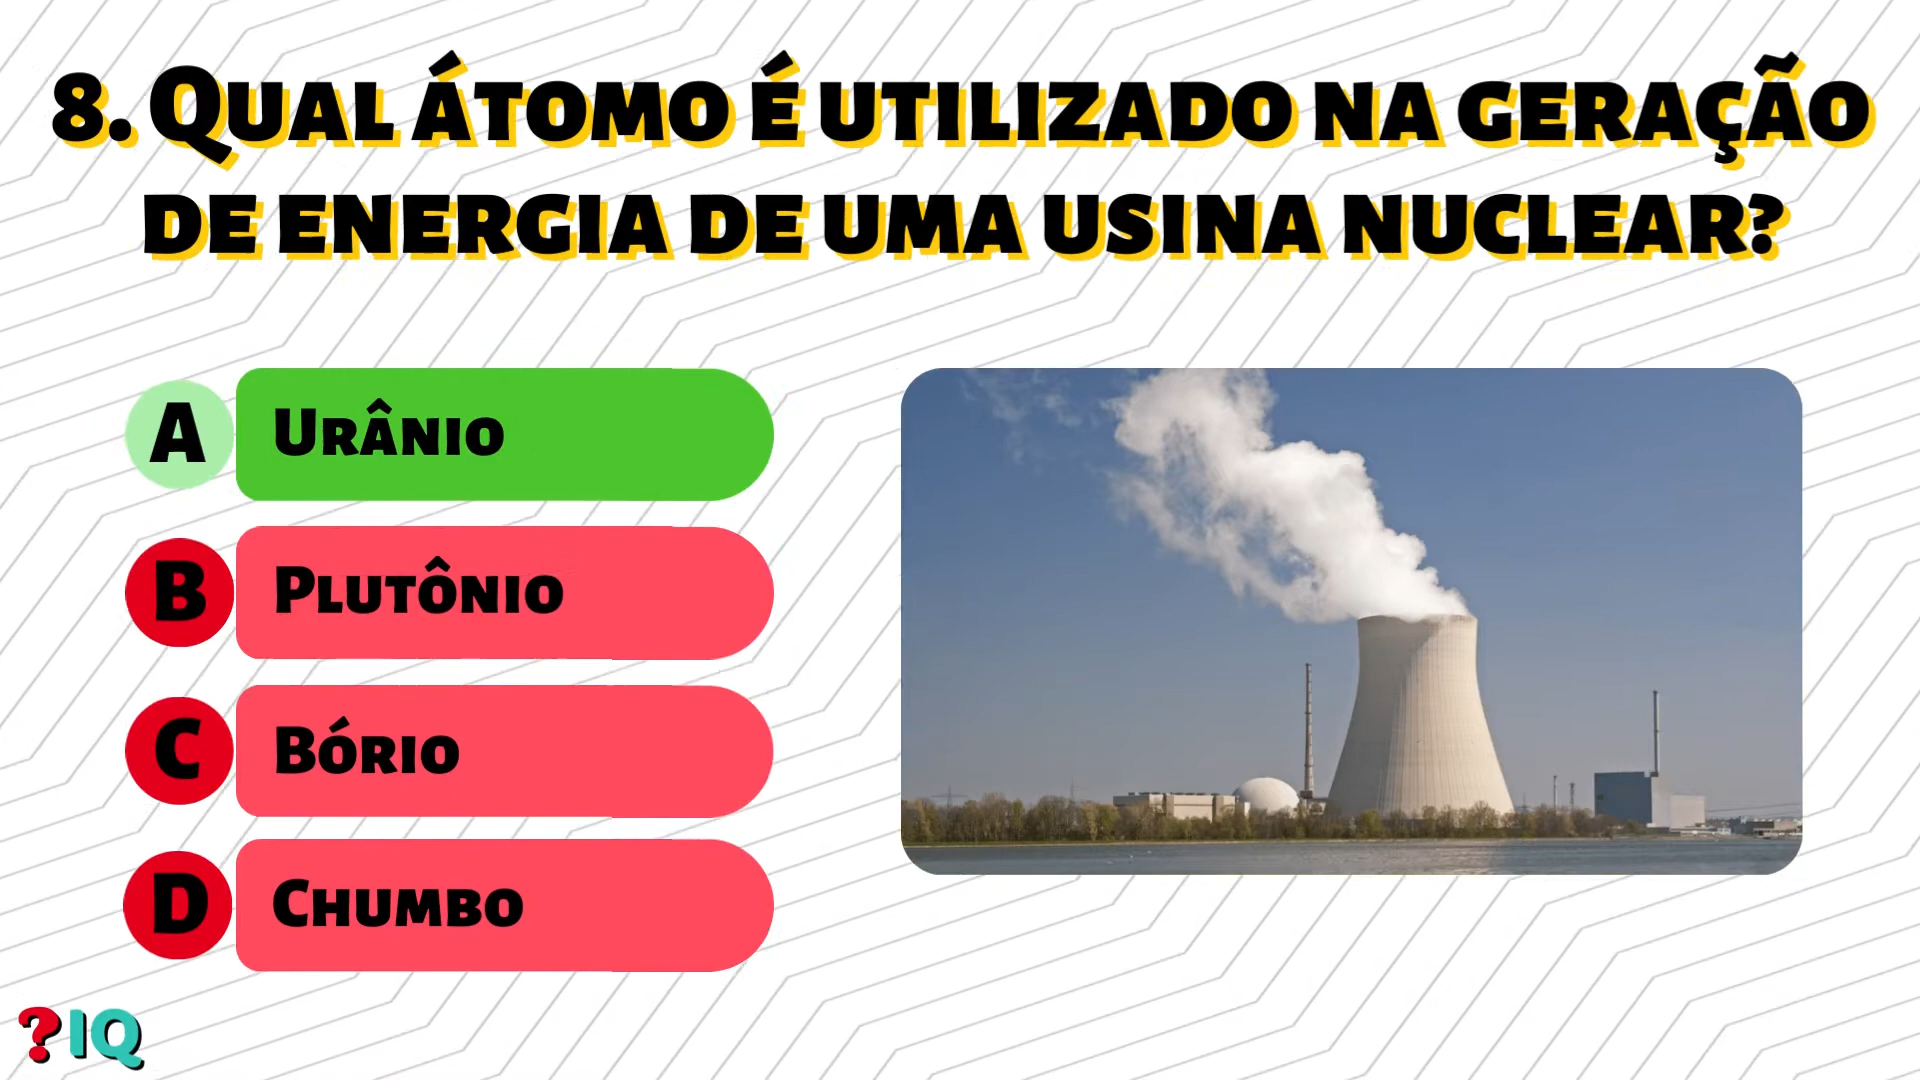 8. Qual átomo é utilizado na geração
de energia de uma usina nuclear?
A Urânio
B Plutônio
C Bório
D Chumbo
?IQ